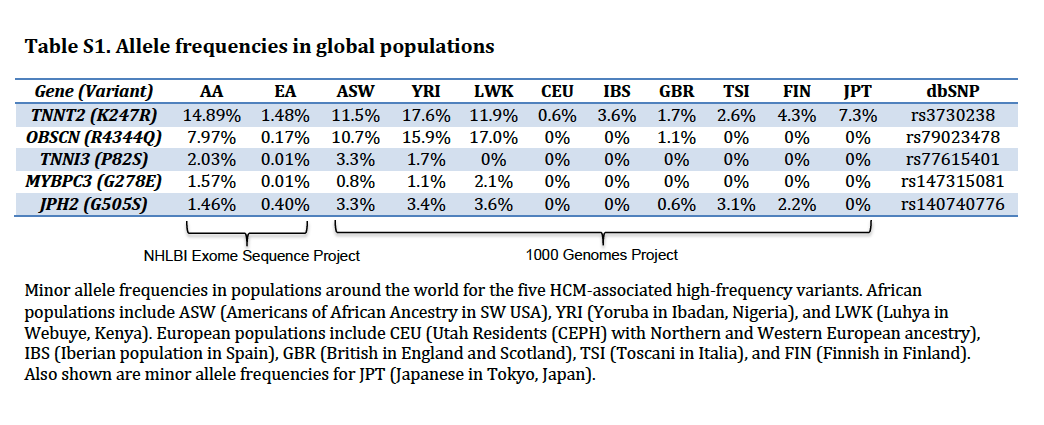 Table S1. Allele frequencies in global populations
Gene (Variant) AA EA ASW YRI LWK CEU IBS GBR TSI FIN JPT dbSNP
TNNT2 (K247R) 14.89% 1.48% 11.5% 17.6% 11.9% 0.6% 3.6% 1.7% 2.6% 4.3% 7.3% rs3730238
OBSCN (R4344Q) 7.97% 0.17% 10.7% 15.9% 17.0% 0% 0% 1.1% 0% 0% 0% rs79023478
TNNI3 (P82S) 2.03% 0.01% 3.3% 1.7% 0% 0% 0% 0% 0% 0% 0% rs77615401
MYBPC3 (G278E) 1.57% 0.01% 0.8% 1.1% 2.1% 0% 0% 0% 0% 0% 0% rs147315081
JPH2 (G505S) 1.46% 0.40% 3.3% 3.4% 3.6% 0% 0% 0.6% 3.1% 2.2% 0% rs140740776
NHLBI Exome Sequence Project 1000 Genomes Project
Minor allele frequencies in populations around the world for the five HCM-associated high-frequency variants. African
populations include ASW (Americans of African Ancestry in SW USA), YRI (Yoruba in Ibadan, Nigeria), and LWK (Luhya in
Webuye, Kenya). European populations include CEU (Utah Residents (CEPH) with Northern and Western European ancestry),
IBS (Iberian population in Spain), GBR (British in England and Scotland), TSI (Toscani in Italia), and FIN (Finnish in Finland).
Also shown are minor allele frequencies for JPT (Japanese in Tokyo, Japan).